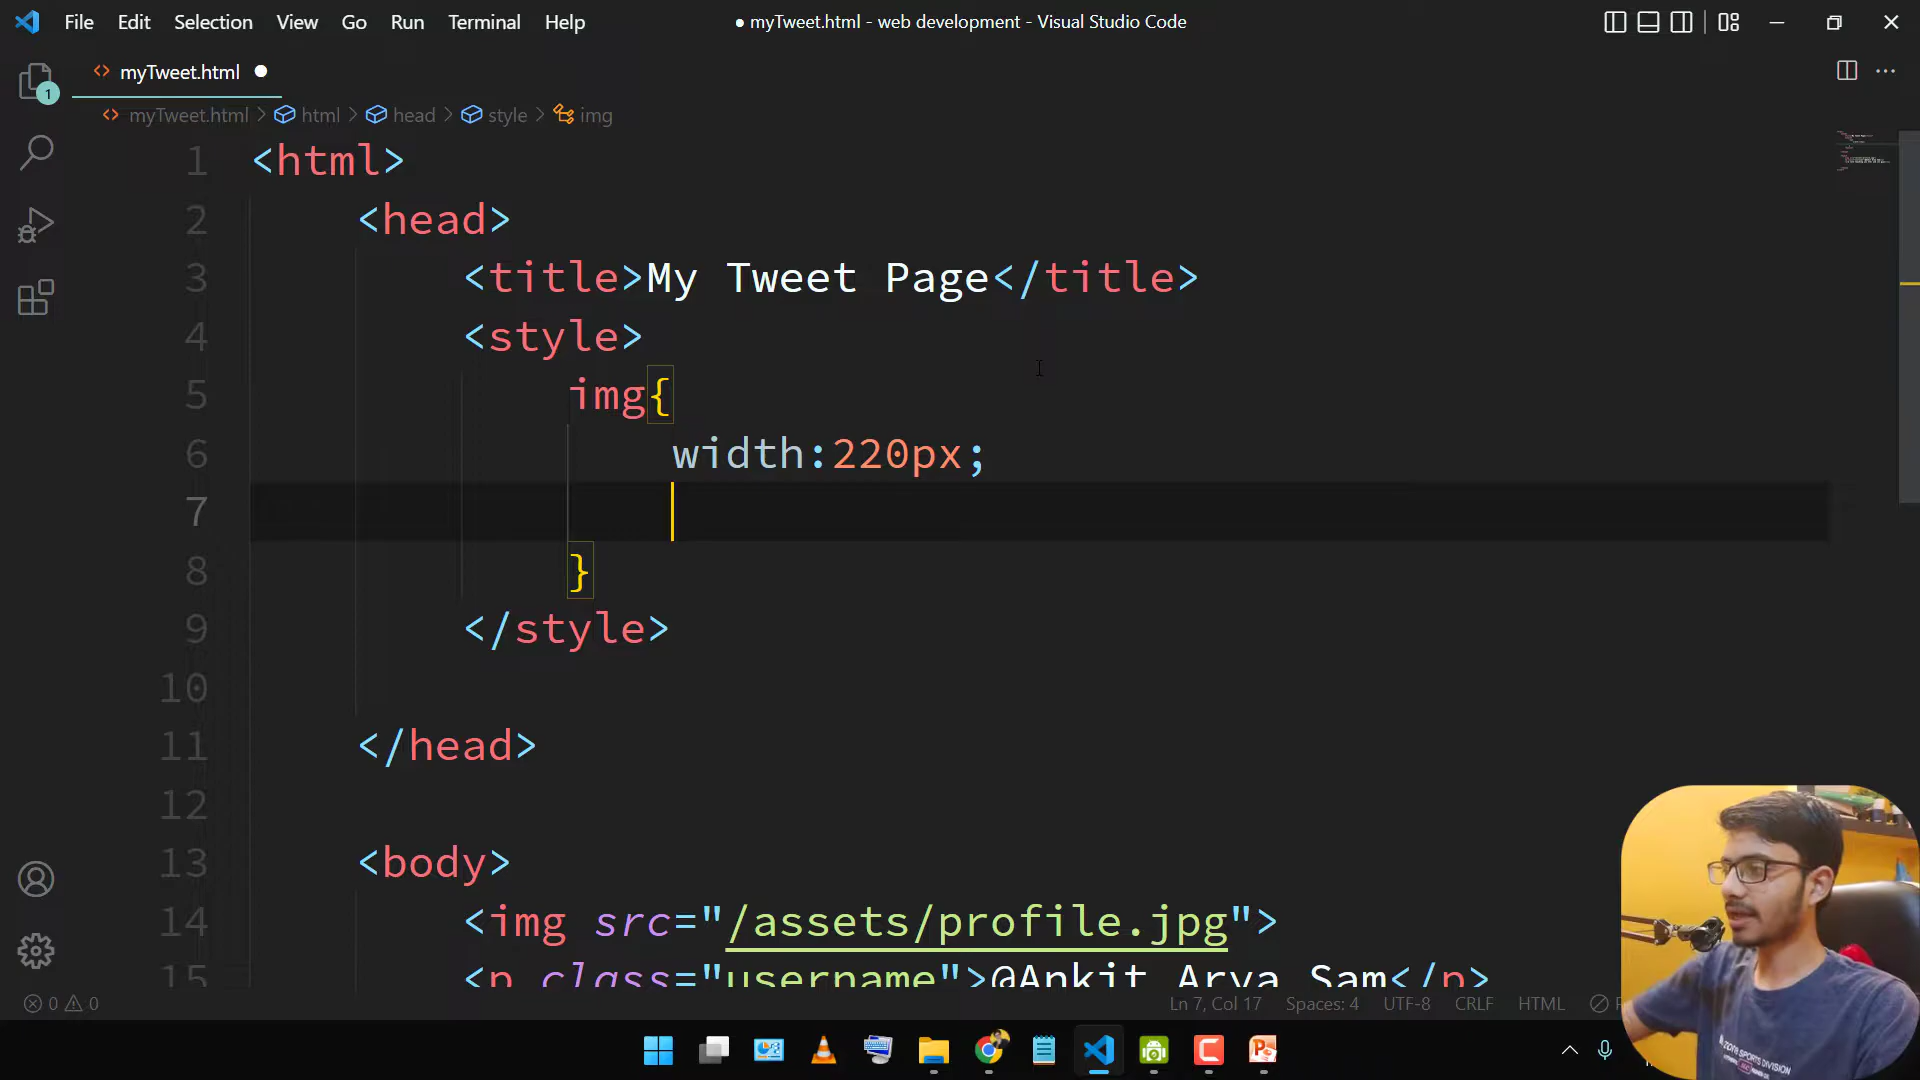 File Edit Selection View Go Run Terminal Help
● myTweet.html - web development - Visual Studio Code
1
<> myTweet.html ●
<> myTweet.html > html > head > style > img
1 <html>
2 <head>
3 <title>My Tweet Page</title>
4 <style>
5 img{
6 width:220px;
7
8 }
9 </style>
10
11 </head>
12
13 <body>
14 <img src="/assets/profile.jpg">
15 <p class="username">@Ankit Arya Sam</p>
0 0
Ln 7, Col 17 Spaces: 4 UTF-8 CRLF HTML